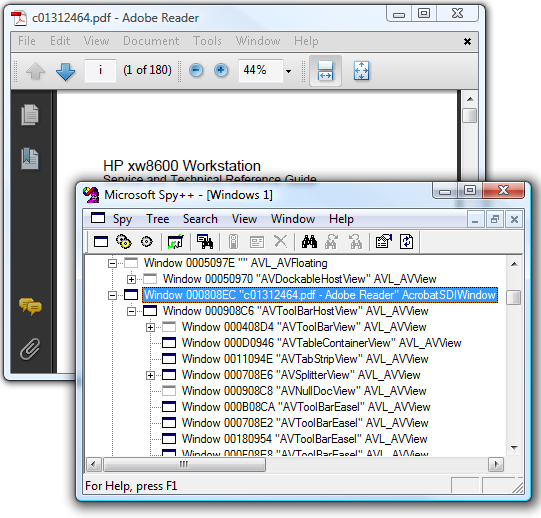 c01312464.pdf - Adobe Reader
File Edit View Document Tools Window Help
i (1 of 180) 44%
HP xw8600 Workstation
Service and Technical Reference Guide
Microsoft Spy++ - [Windows 1]
Spy Tree Search View Window Help
Window 0005097E "" AVL_AVFloating
Window 00050970 "AVDockableHostView" AVL_AVView
Window 000808EC "c01312464.pdf - Adobe Reader" AcrobatSDIWindow
Window 000908C6 "AVToolBarHostView" AVL_AVView
Window 000408D4 "AVToolBarView" AVL_AVView
Window 000D0946 "AVTableContainerView" AVL_AVView
Window 0011094E "AVTabStripView" AVL_AVView
Window 000708E6 "AVSplitterView" AVL_AVView
Window 000908C8 "AVNullDocView" AVL_AVView
Window 000B08CA "AVToolBarEasel" AVL_AVView
Window 000708E2 "AVToolBarEasel" AVL_AVView
Window 00180954 "AVToolBarEasel" AVL_AVView
Window 000F08E8 "AVToolBarEasel" AVL_AVView
For Help, press F1